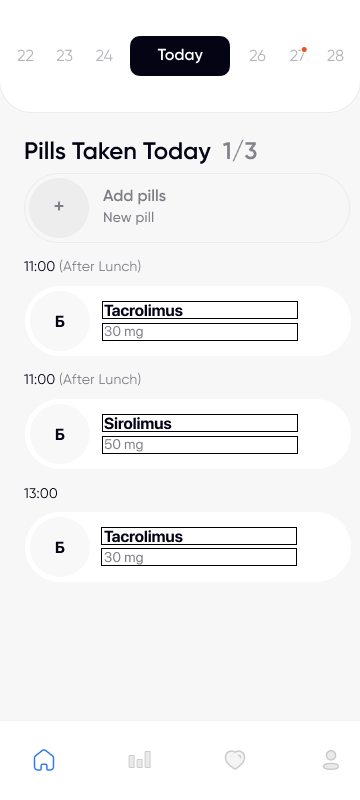 22 23 24 Today 26 27 28
Pills Taken Today 1/3
+
Add pills
New pill
11:00 (After Lunch)
Б
Tacrolimus
30 mg
11:00 (After Lunch)
Б
Sirolimus
50 mg
13:00
Б
Tacrolimus
30 mg